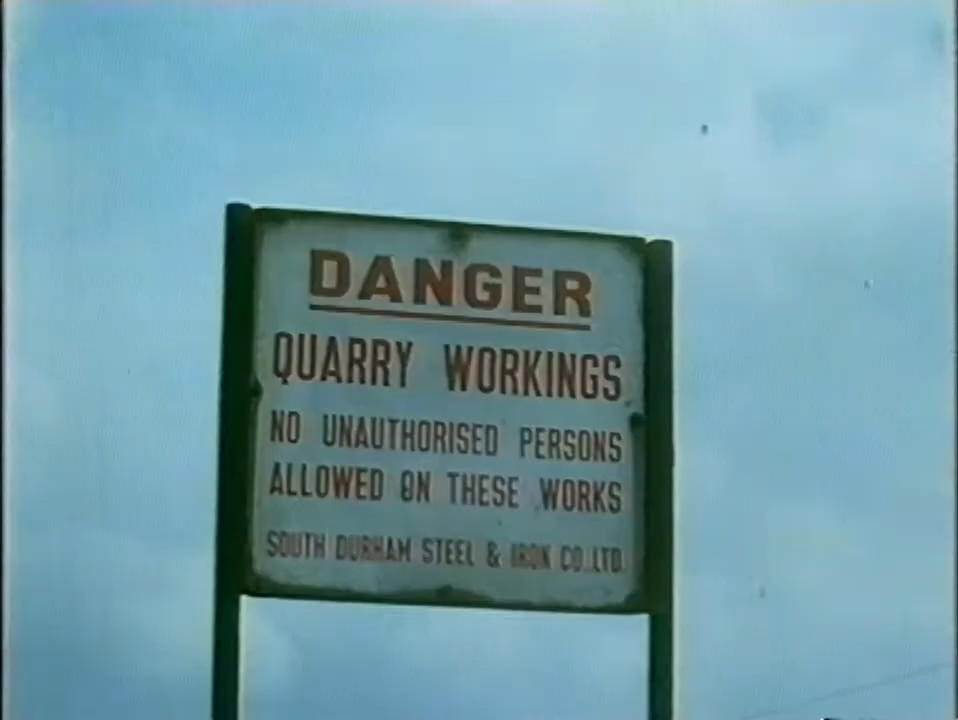 DANGER
QUARRY WORKINGS
NO UNAUTHORISED PERSONS
ALLOWED ON THESE WORKS
SOUTH DURHAM STEEL & IRON CO. LTD.